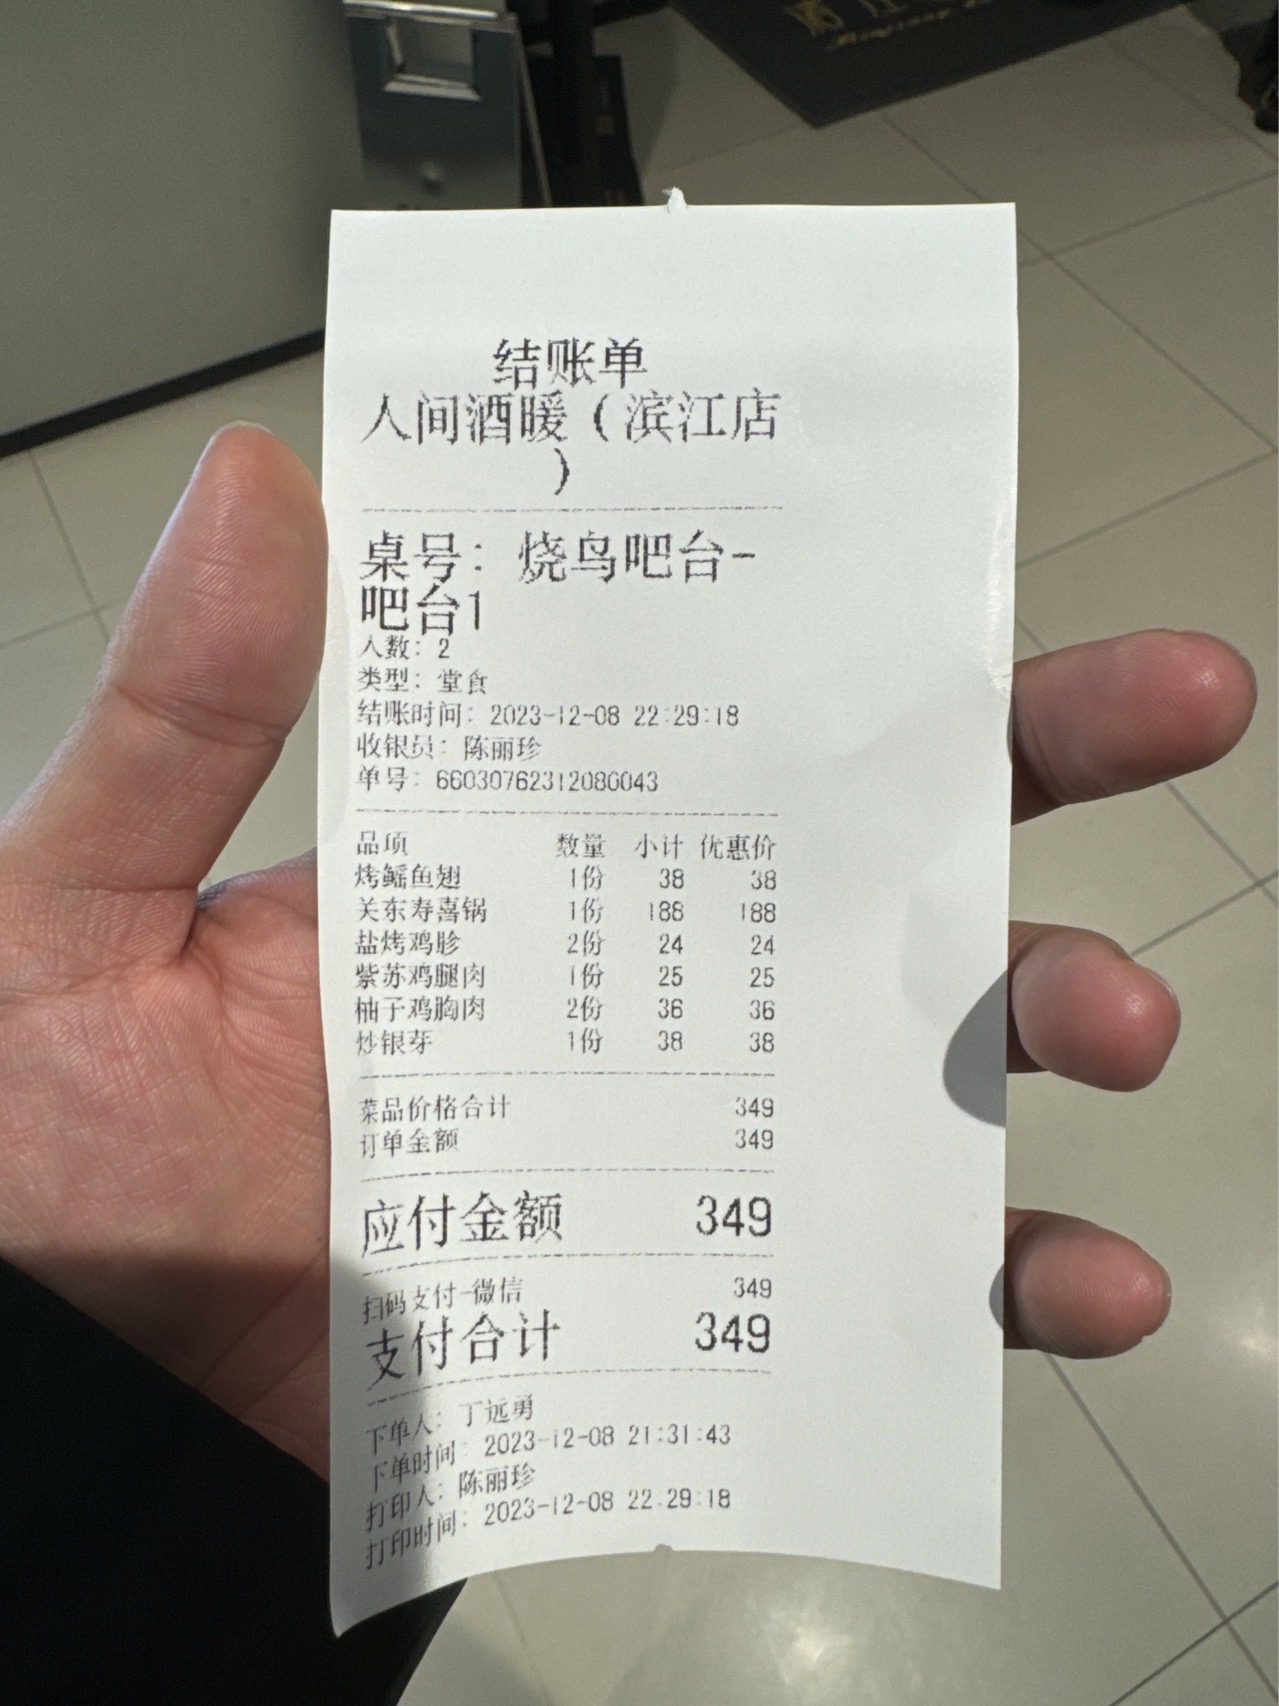 结账单
人间酒暖（滨江店
）
桌号：烧鸟吧台-
吧台1
人数：2
类型：堂食
结账时间：2023-12-08 22:29:18
收银员：陈丽珍
单号：66030762312080043
品项 数量 小计 优惠价
烤鳐鱼翅 1份 38 38
关东寿喜锅 1份 188 188
盐烤鸡胗 2份 24 24
紫苏鸡腿肉 1份 25 25
柚子鸡胸肉 2份 36 36
炒银芽 1份 38 38
菜品价格合计 349
订单金额 349
应付金额 349
扫码支付-微信 349
支付合计 349
下单人：丁远勇
下单时间：2023-12-08 21:31:43
打印人：陈丽珍
打印时间：2023-12-08 22:29:18